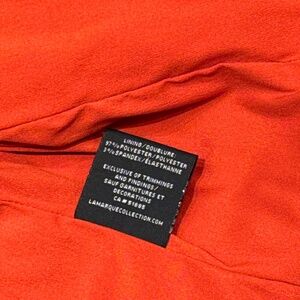 LINING/DOUBLURE:
97% POLYESTER/POLYESTER
3% SPANDEX/ÉLASTHANNE
EXCLUSIVE OF TRIMMINGS
AND FINDINGS/
SAUF GARNITURES ET
DECORATIONS
CA# 51695
LAMARQUECOLLECTION.COM